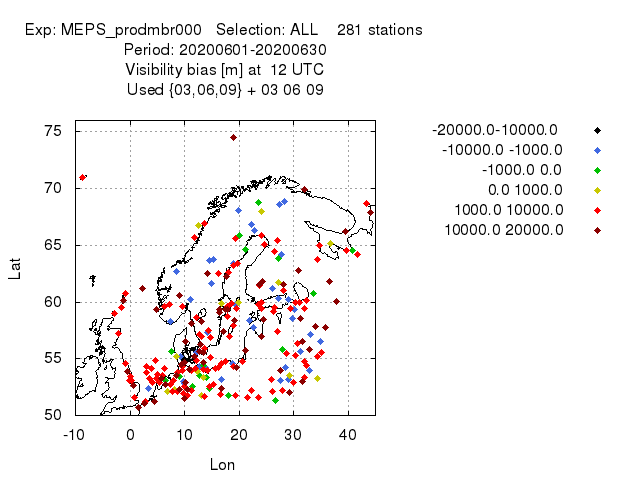 Exp: MEPS_prodmbr000 Selection: ALL 281 stations
Period: 20200601-20200630
Visibility bias [m] at 12 UTC
Used {03,06,09} + 03 06 09
-20000.0-10000.0
-10000.0 -1000.0
-1000.0 0.0
0.0 1000.0
1000.0 10000.0
10000.0 20000.0
75
70
65
60
55
50
Lat
-10 0 10 20 30 40
Lon